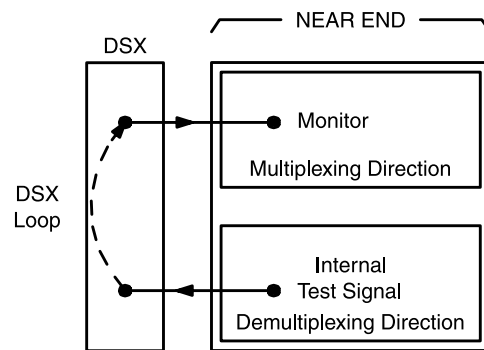 NEAR END
DSX
Monitor
Multiplexing Direction
DSX
Loop
Internal
Test Signal
Demultiplexing Direction